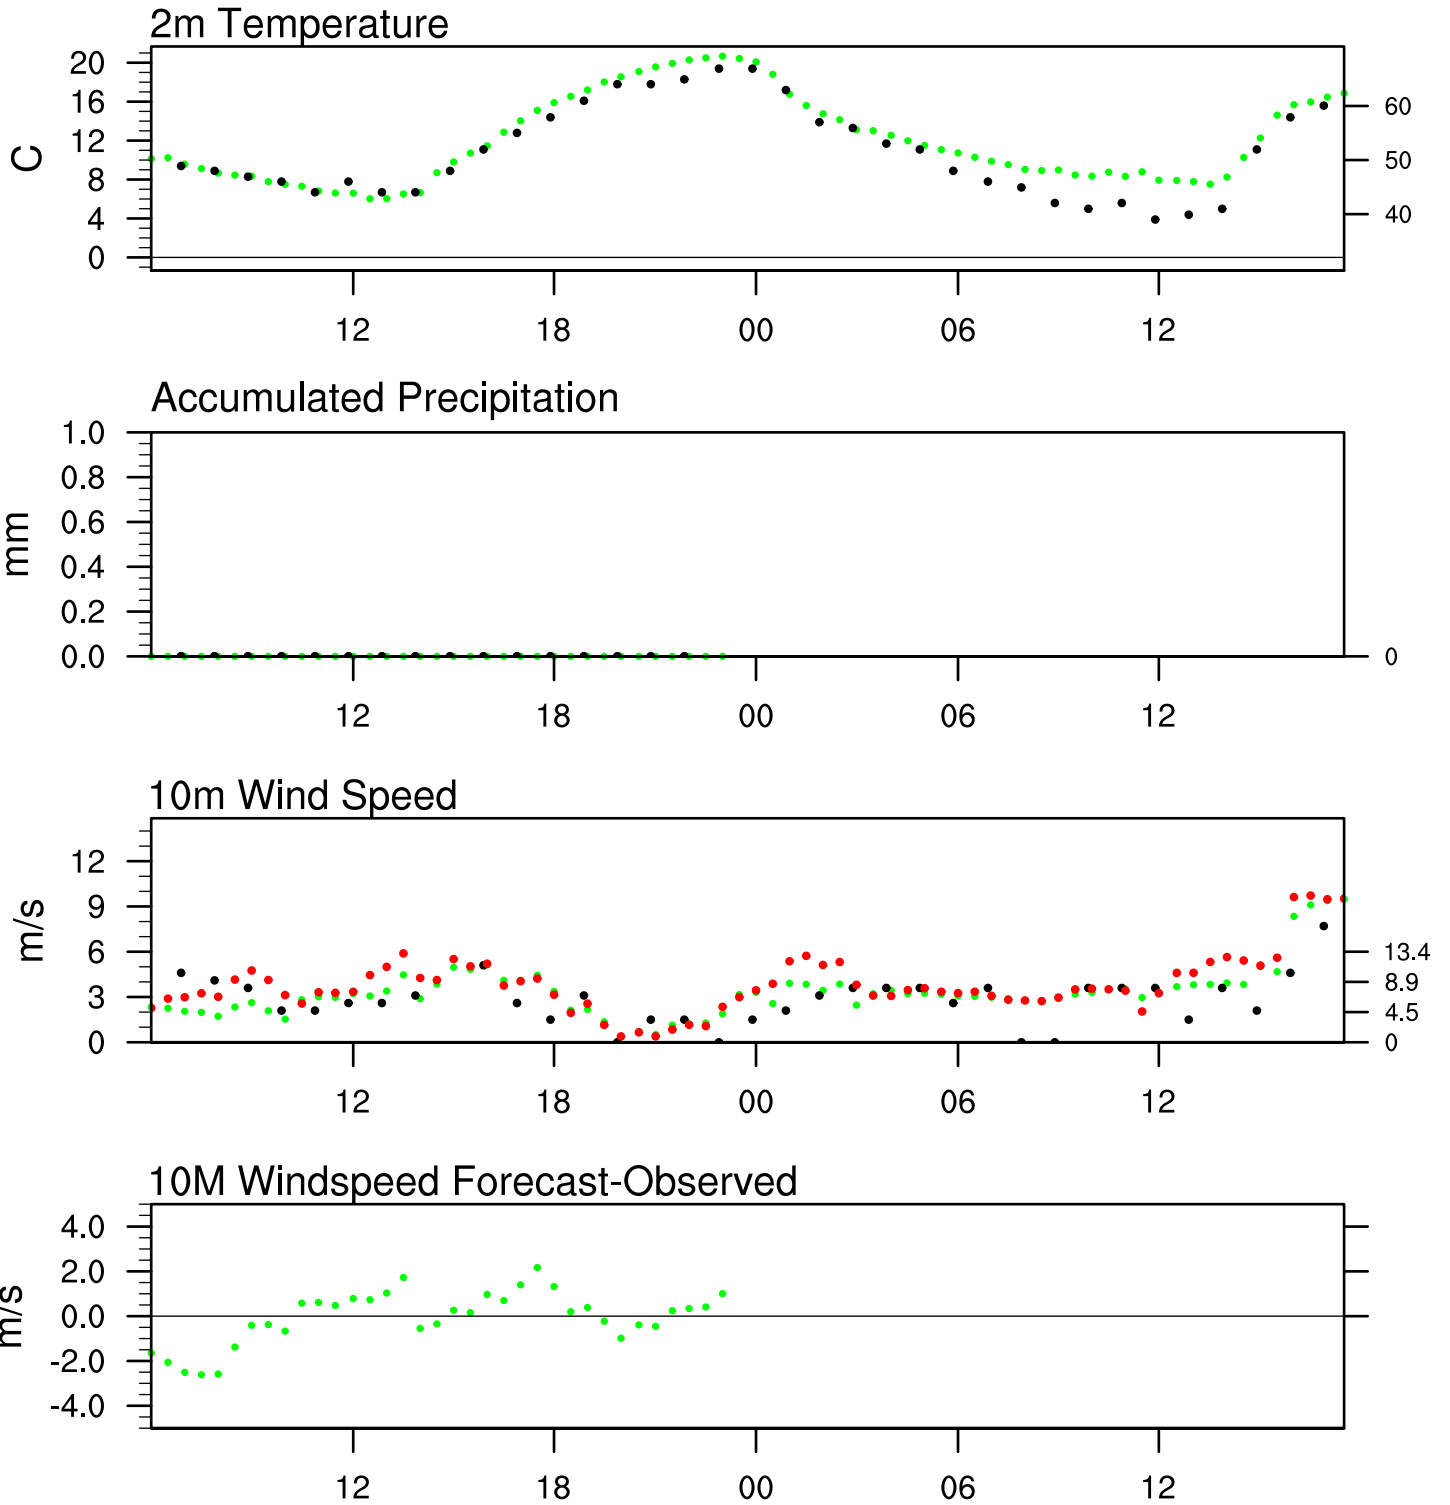 2m Temperature
20
16
12
8
4
0
C
60
50
40
12 18 00 06 12
Accumulated Precipitation
1.0
0.8
0.6
0.4
0.2
0.0
mm
0
12 18 00 06 12
10m Wind Speed
12
9
6
3
0
m/s
13.4
8.9
4.5
0
12 18 00 06 12
10M Windspeed Forecast-Observed
4.0
2.0
0.0
-2.0
-4.0
m/s
12 18 00 06 12